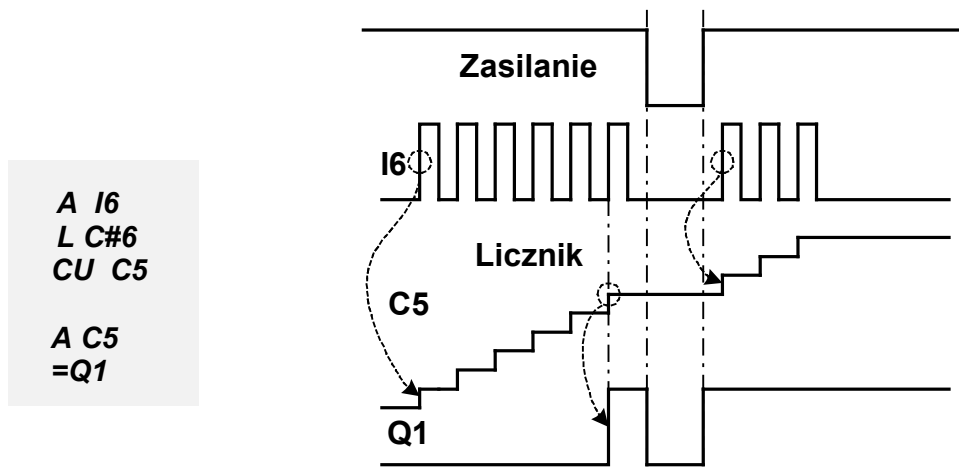 Zasilanie
I6
A I6
L C#6
CU C5
A C5
=Q1
Licznik
C5
Q1